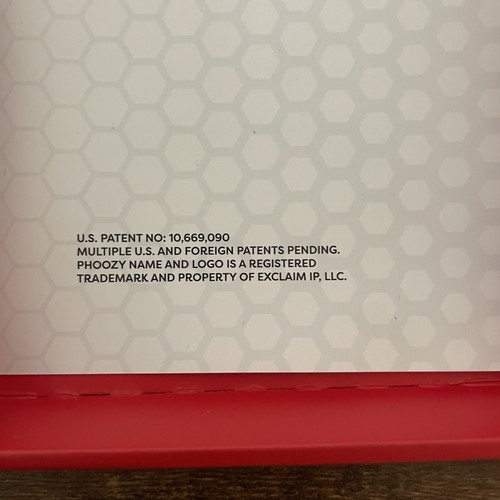 U.S. PATENT NO: 10,669,090
MULTIPLE U.S. AND FOREIGN PATENTS PENDING.
PHOOZY NAME AND LOGO IS A REGISTERED
TRADEMARK AND PROPERTY OF EXCLAIM IP, LLC.